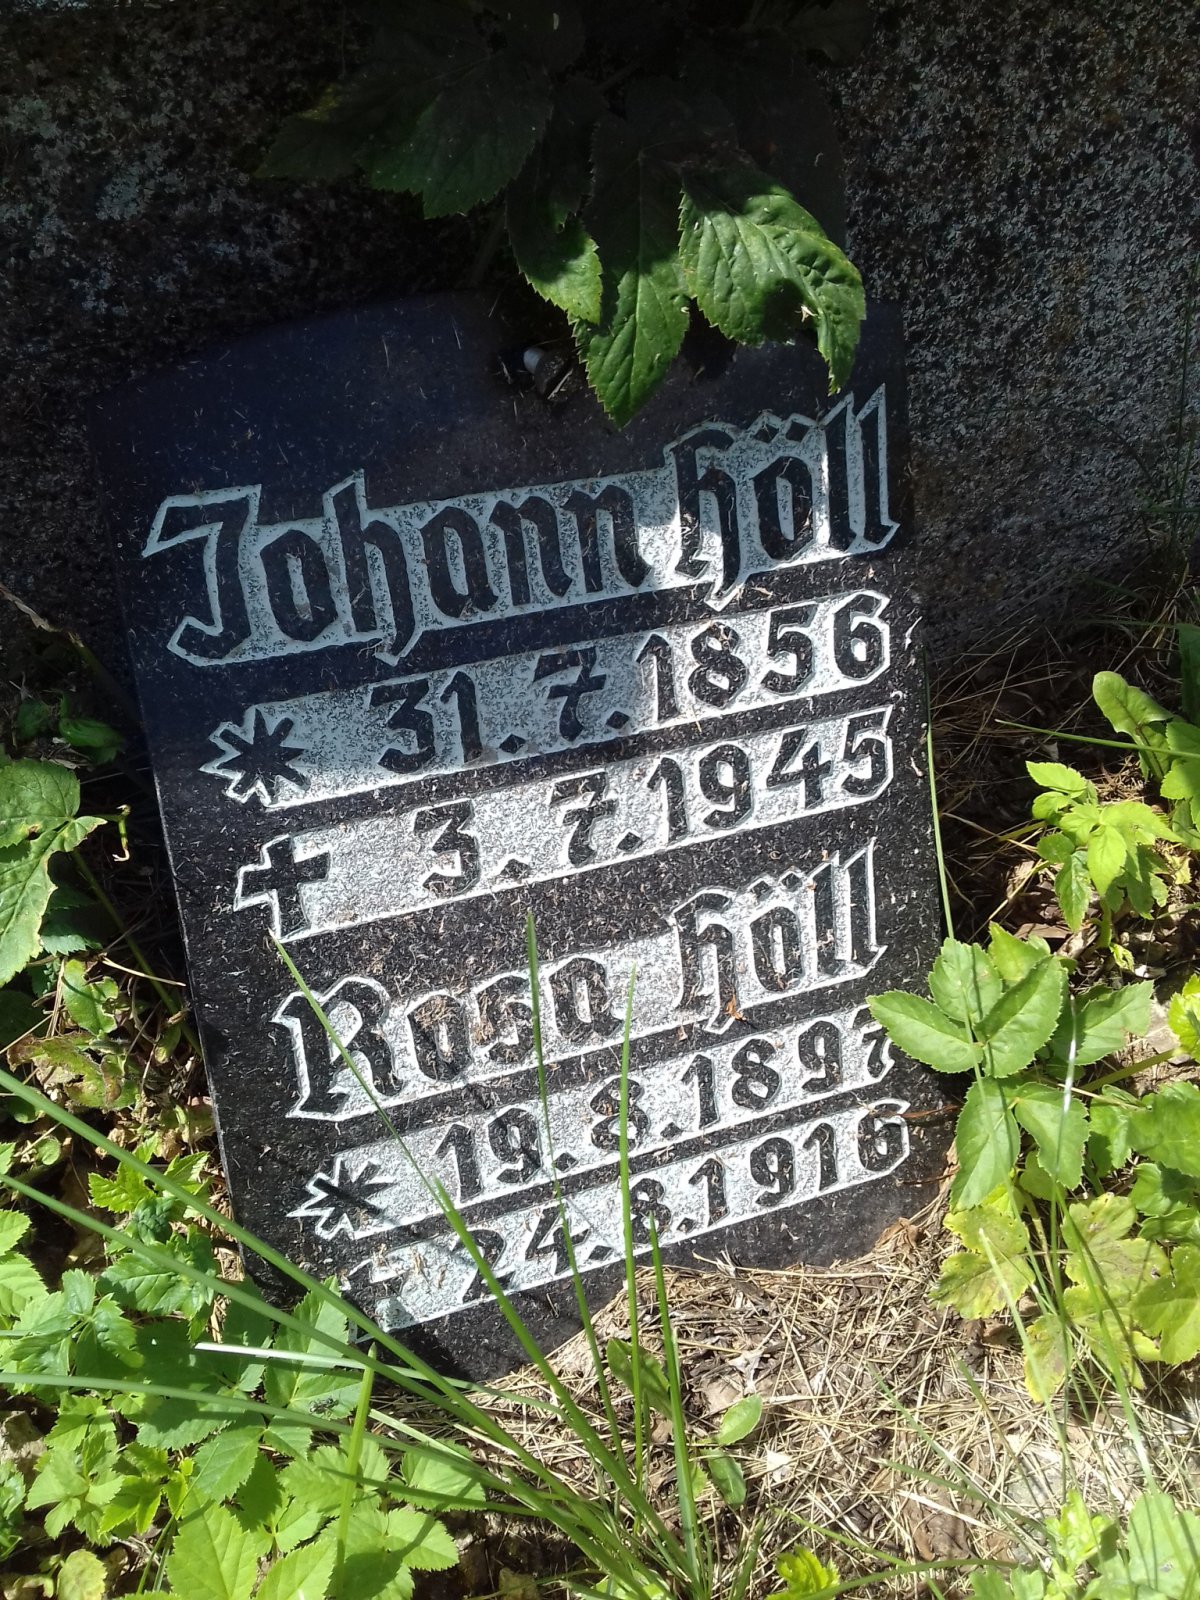 Johann Höll
* 31.7.1856
† 3.7.1945
Rosa Höll
* 19.8.1897
† 24.8.1916